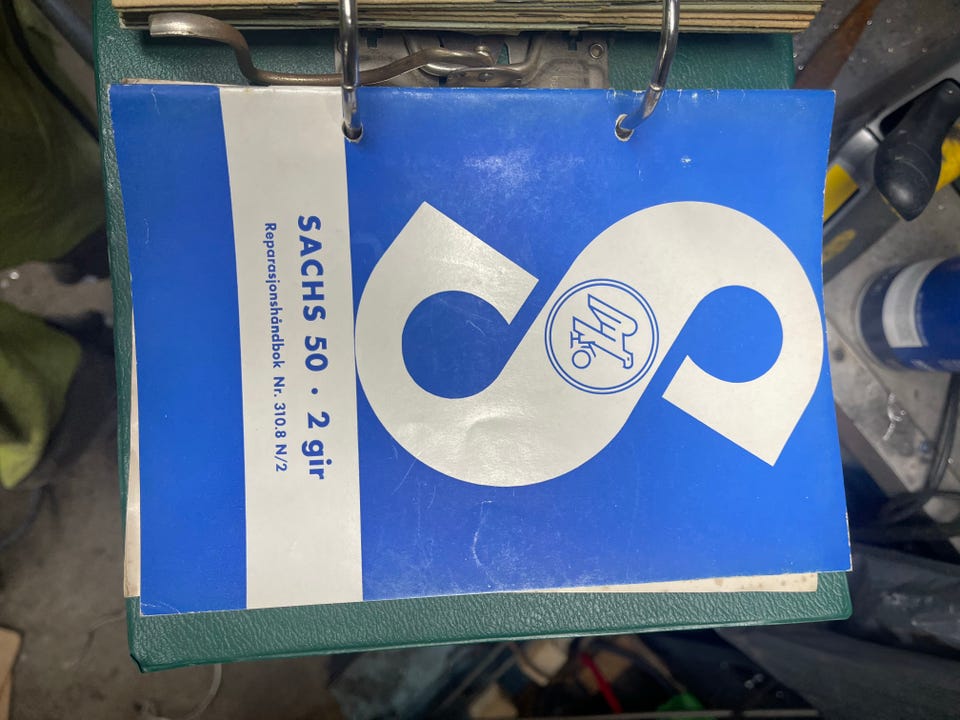 SACHS 50 · 2 gir
Reparasjonshåndbok Nr. 310.8 N/2